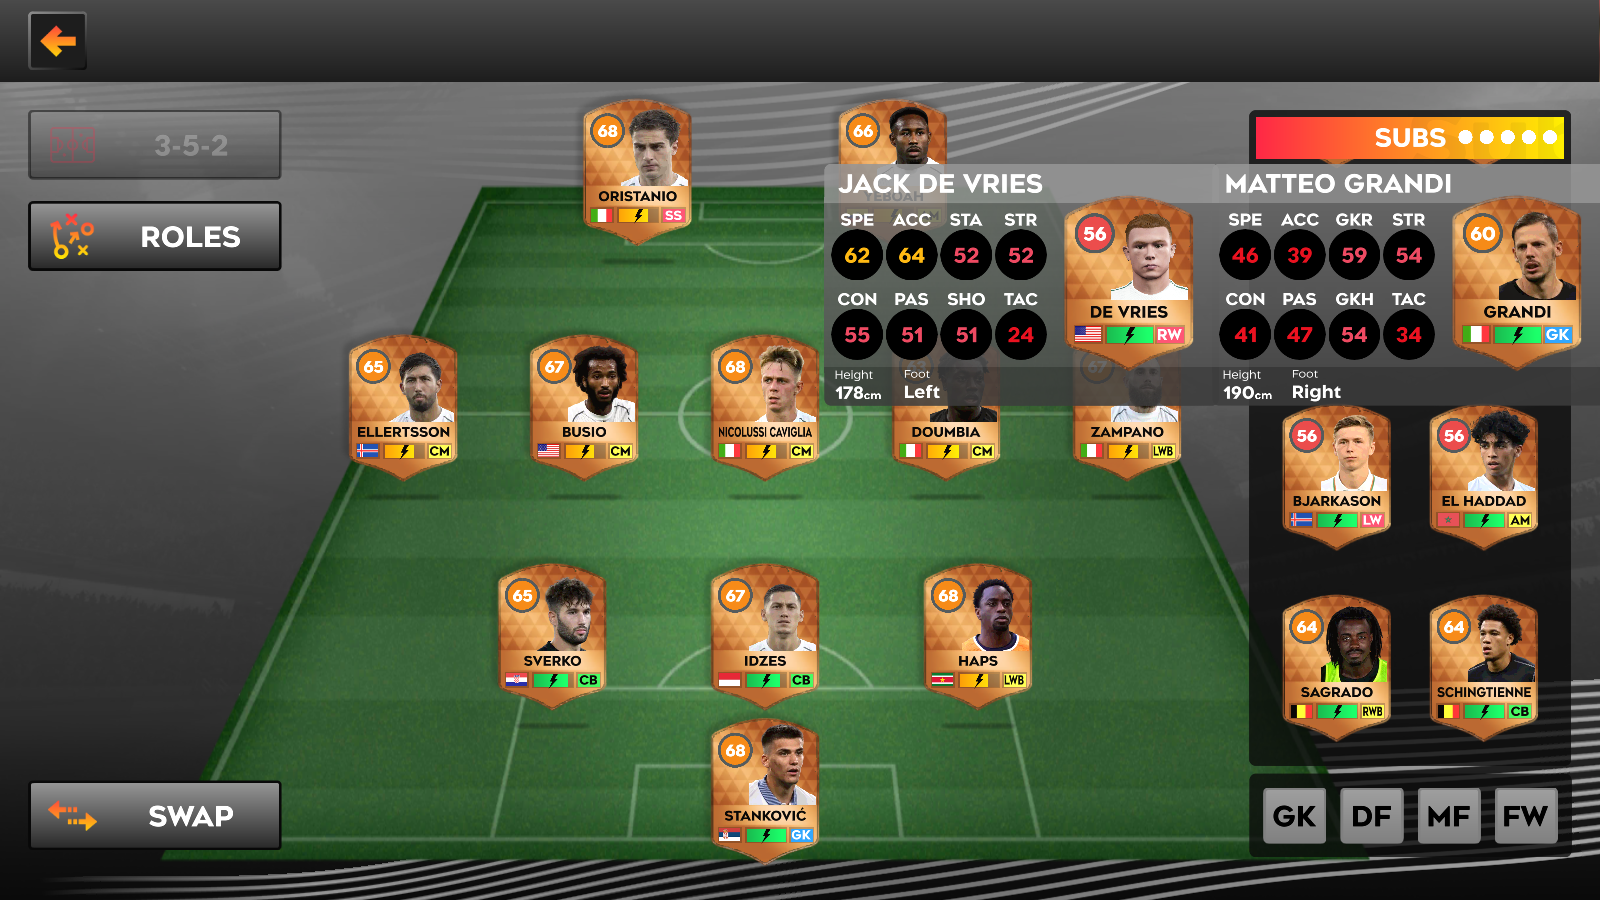 3-5-2
ROLES
SWAP
68
ORISTANIO
SS
66
YEBOAH
SUBS
JACK DE VRIES
SPE ACC STA STR
62 64 52 52
CON PAS SHO TAC
55 51 51 24
Height Foot
178cm Left
56
DE VRIES
RW
MATTEO GRANDI
SPE ACC GKR STR
46 39 59 54
CON PAS GKH TAC
41 47 54 34
Height Foot
190cm Right
60
GRANDI
GK
65
ELLERTSSON
CM
67
BUSIO
CM
68
NICOLUSSI CAVIGLIA
CM
DOUMBIA
CM
67
ZAMPANO
LWB
56
BJARKASON
LW
56
EL HADDAD
AM
65
SVERKO
CB
67
IDZES
CB
68
HAPS
LWB
64
SAGRADO
RWB
64
SCHINGTIENNE
CB
68
STANKOVIĆ
GK
GK DF MF FW